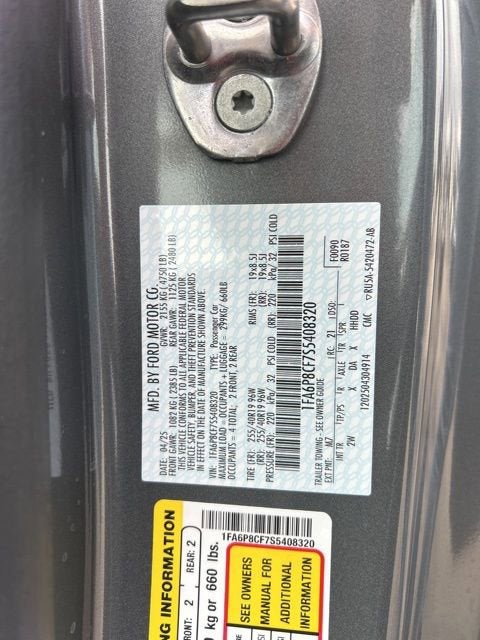 MFD. BY FORD MOTOR CO.
DATE: 04/25 GVWR: 2155 KG ( 4750 LB)
FRONT GAWR: 1082 KG ( 2385 LB) REAR GAWR: 1125 KG ( 2480 LB)
THIS VEHICLE CONFORMS TO ALL APPLICABLE FEDERAL MOTOR
VEHICLE SAFETY, BUMPER, AND THEFT PREVENTION STANDARDS
IN EFFECT ON THE DATE OF MANUFACTURE SHOWN ABOVE.
VIN: 1FA6P8CF7S5408320 TYPE: Passenger Car
MAXIMUM LOAD = OCCUPANTS + LUGGAGE = 299KG/ 660LB
OCCUPANTS = 4 TOTAL: 2 FRONT, 2 REAR
TIRE (FR): 255/40R19 96W RIMS (FR): 19x8.5J
(RR): 255/40R19 96W (RR): 19x8.5J
PRESSURE (FR): 220 kPa/ 32 PSI COLD (RR): 220 kPa/ 32 PSI COLD
1FA6P8CF7S5408320
TRAILER TOWING - SEE OWNER GUIDE
F0090
R0187
EXT PNT: M7 RC: 21 DSO:
INT TR TP/PS R AXLE TR SPR
2W X DA X HHDD
1202504304914 CMC ▽RU5A-5420472-AB
1FA6P8CF7S5408320
NG INFORMATION
FRONT: 2 REAR: 2
kg or 660 lbs.
SEE OWNERS
MANUAL FOR
ADDITIONAL
INFORMATION